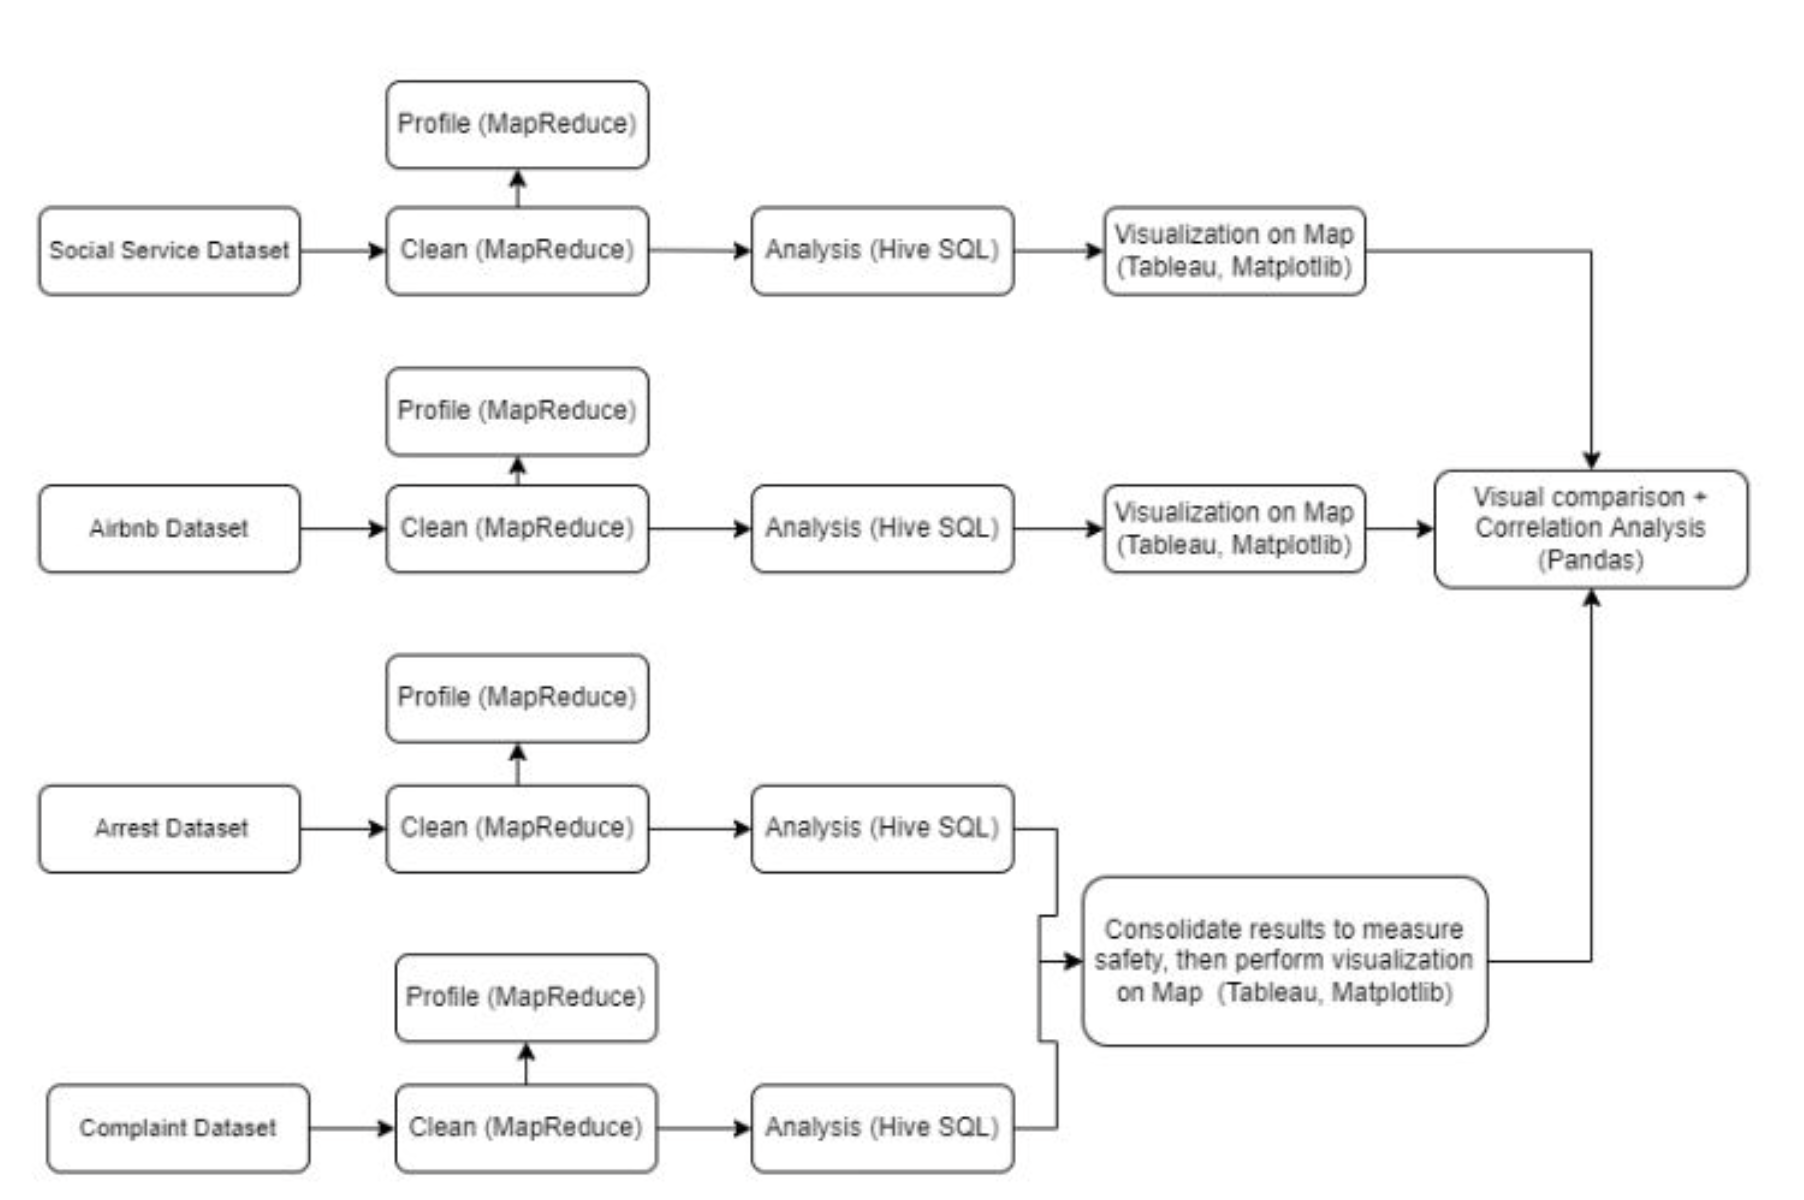 Profile (MapReduce)
Social Service Dataset
Clean (MapReduce)
Analysis (Hive SQL)
Visualization on Map
(Tableau, Matplotlib)
Profile (MapReduce)
Airbnb Dataset
Clean (MapReduce)
Analysis (Hive SQL)
Visualization on Map
(Tableau, Matplotlib)
Visual comparison +
Correlation Analysis
(Pandas)
Profile (MapReduce)
Arrest Dataset
Clean (MapReduce)
Analysis (Hive SQL)
Consolidate results to measure
safety, then perform visualization
on Map (Tableau, Matplotlib)
Profile (MapReduce)
Complaint Dataset
Clean (MapReduce)
Analysis (Hive SQL)